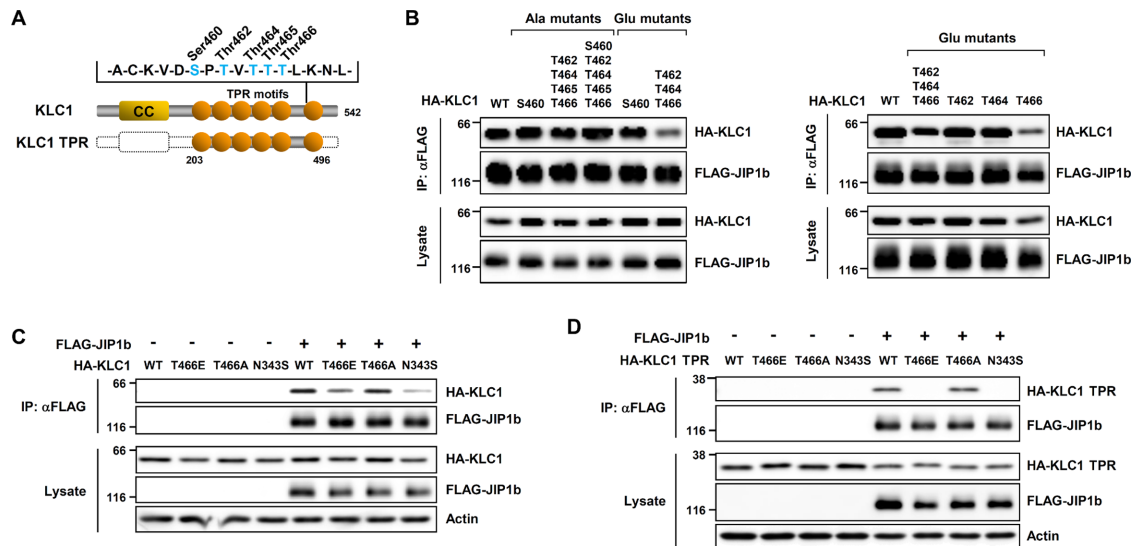 A
Ser460
Thr462
Thr464
Thr465
Thr466
-A-C-K-V-D-S-P-T-V-T-T-T-L-K-N-L-
TPR motifs
KLC1
CC
542
KLC1 TPR
203
496
B
Ala mutants
Glu mutants
S460
T462 T462 T462
T464 T464 T464
T465 T465 T464
HA-KLC1 WT S460 T466 T466 S460 T466
IP: αFLAG
66
HA-KLC1
116
FLAG-JIP1b
Lysate
66
HA-KLC1
116
FLAG-JIP1b
Glu mutants
T462
T464
HA-KLC1 WT T466 T462 T464 T466
IP: αFLAG
66
HA-KLC1
116
FLAG-JIP1b
Lysate
66
HA-KLC1
116
FLAG-JIP1b
C
FLAG-JIP1b - - - - + + + +
HA-KLC1 WT T466E T466A N343S WT T466E T466A N343S
IP: αFLAG
66
HA-KLC1
116
FLAG-JIP1b
Lysate
66
HA-KLC1
116
FLAG-JIP1b
Actin
D
FLAG-JIP1b - - - - + + + +
HA-KLC1 TPR WT T466E T466A N343S WT T466E T466A N343S
IP: αFLAG
38
HA-KLC1 TPR
116
FLAG-JIP1b
Lysate
38
HA-KLC1 TPR
116
FLAG-JIP1b
Actin